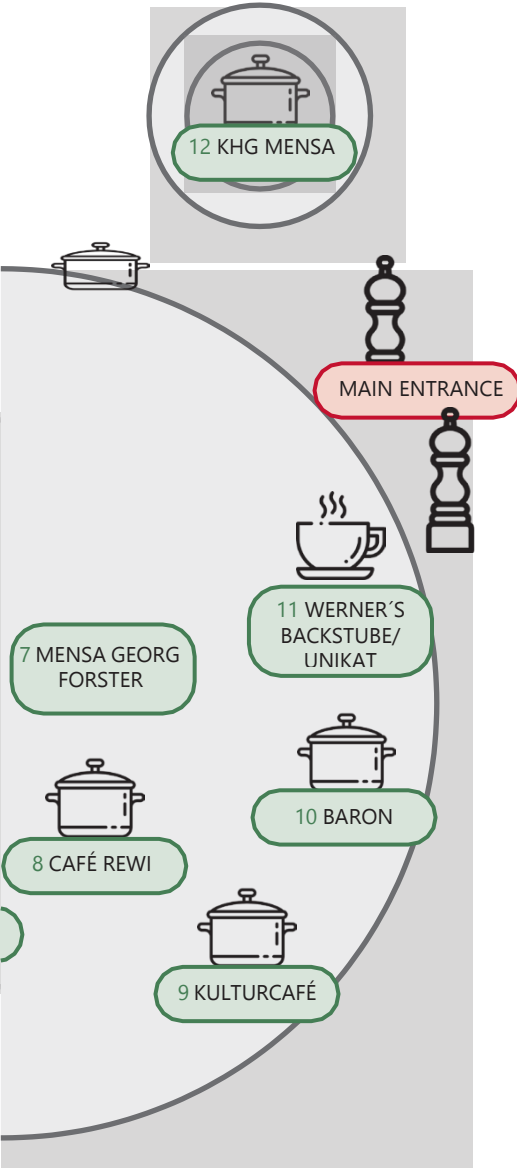 12 KHG MENSA
MAIN ENTRANCE
11 WERNER´S
BACKSTUBE/
UNIKAT
7 MENSA GEORG
FORSTER
10 BARON
8 CAFÉ REWI
9 KULTURCAFÉ